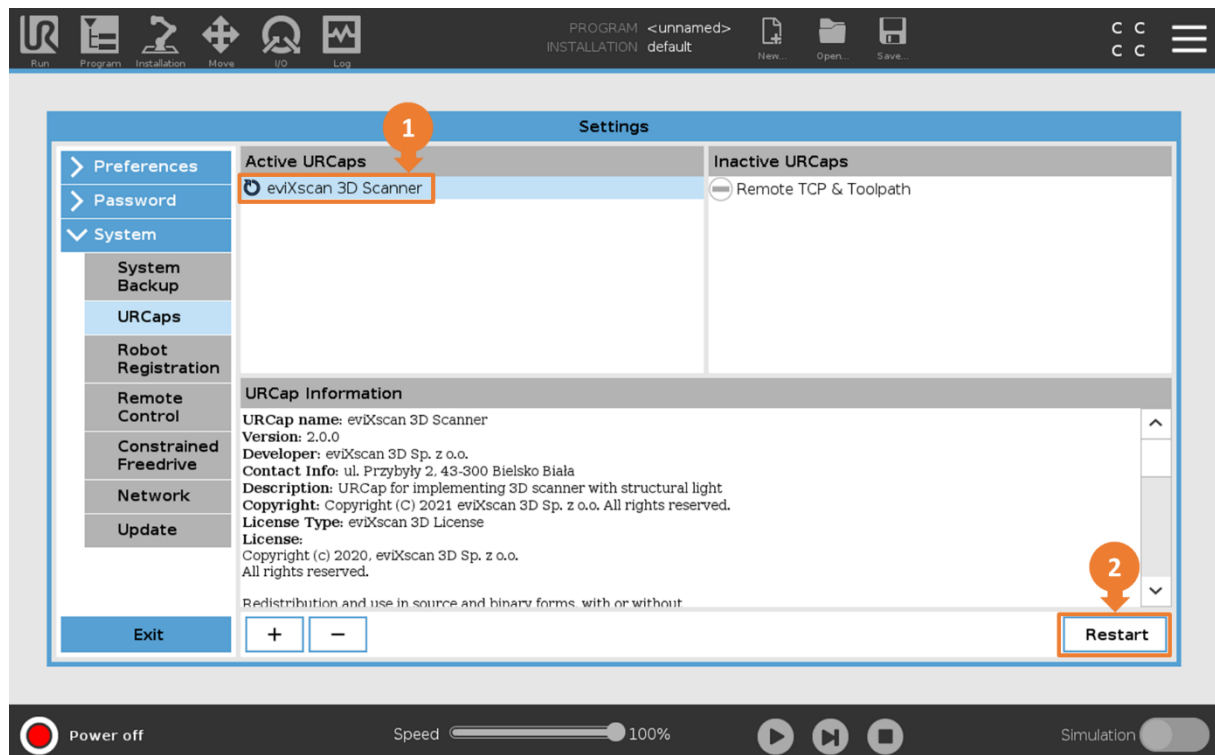 PROGRAM <unnamed>
INSTALLATION default
UR
Run
Program
Installation
Move
I/O
Log
New...
Open...
Save...
C C
C C
Settings
1
Preferences
Password
System
System
Backup
URCaps
Robot
Registration
Remote
Control
Constrained
Freedrive
Network
Update
Exit
Active URCaps
eviXscan 3D Scanner
Inactive URCaps
Remote TCP & Toolpath
URCap Information
URCap name: eviXscan 3D Scanner
Version: 2.0.0
Developer: eviXscan 3D Sp. z o.o.
Contact Info: ul. Przybyły 2, 43-300 Bielsko Biała
Description: URCap for implementing 3D scanner with structural light
Copyright: Copyright (C) 2021 eviXscan 3D Sp. z o.o. All rights reserved.
License Type: eviXscan 3D License
License:
Copyright (c) 2020, eviXscan 3D Sp. z o.o.
All rights reserved.
Redistribution and use in source and binary forms, with or without
2
+
−
Restart
Power off
Speed
100%
Simulation